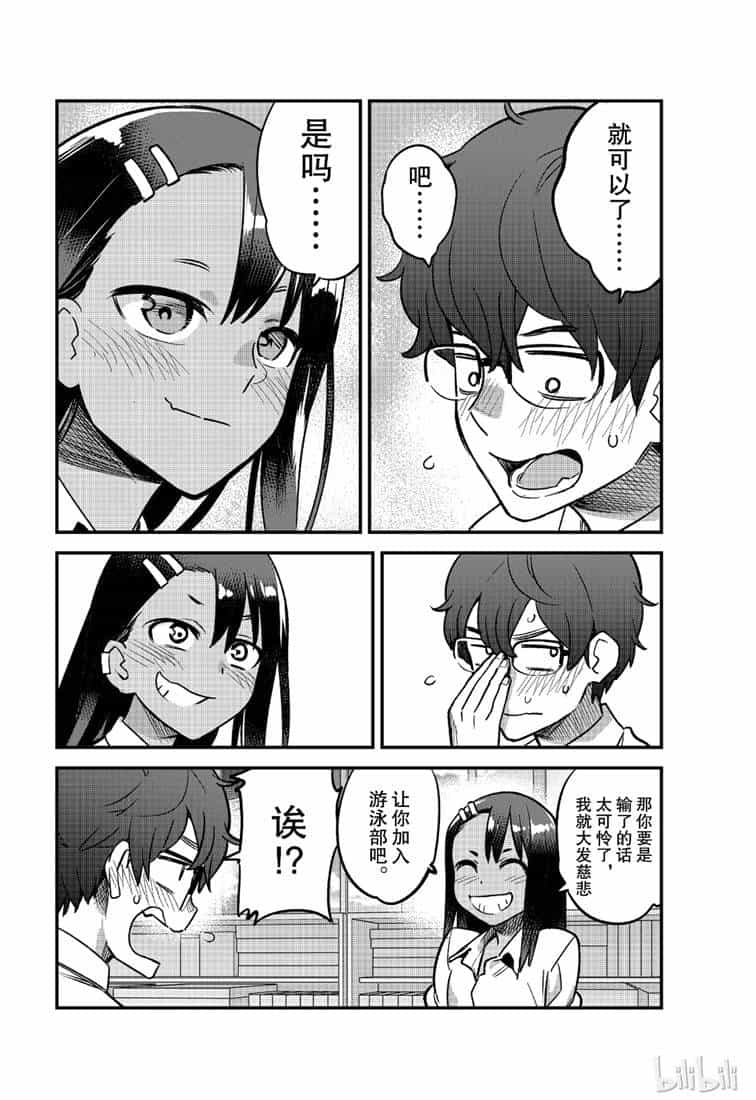 就可以了……
吧……
是吗……
那你要是
输了的话
太可怜了，
我就大发慈悲
让你加入
游泳部吧。
诶!?
bilibili